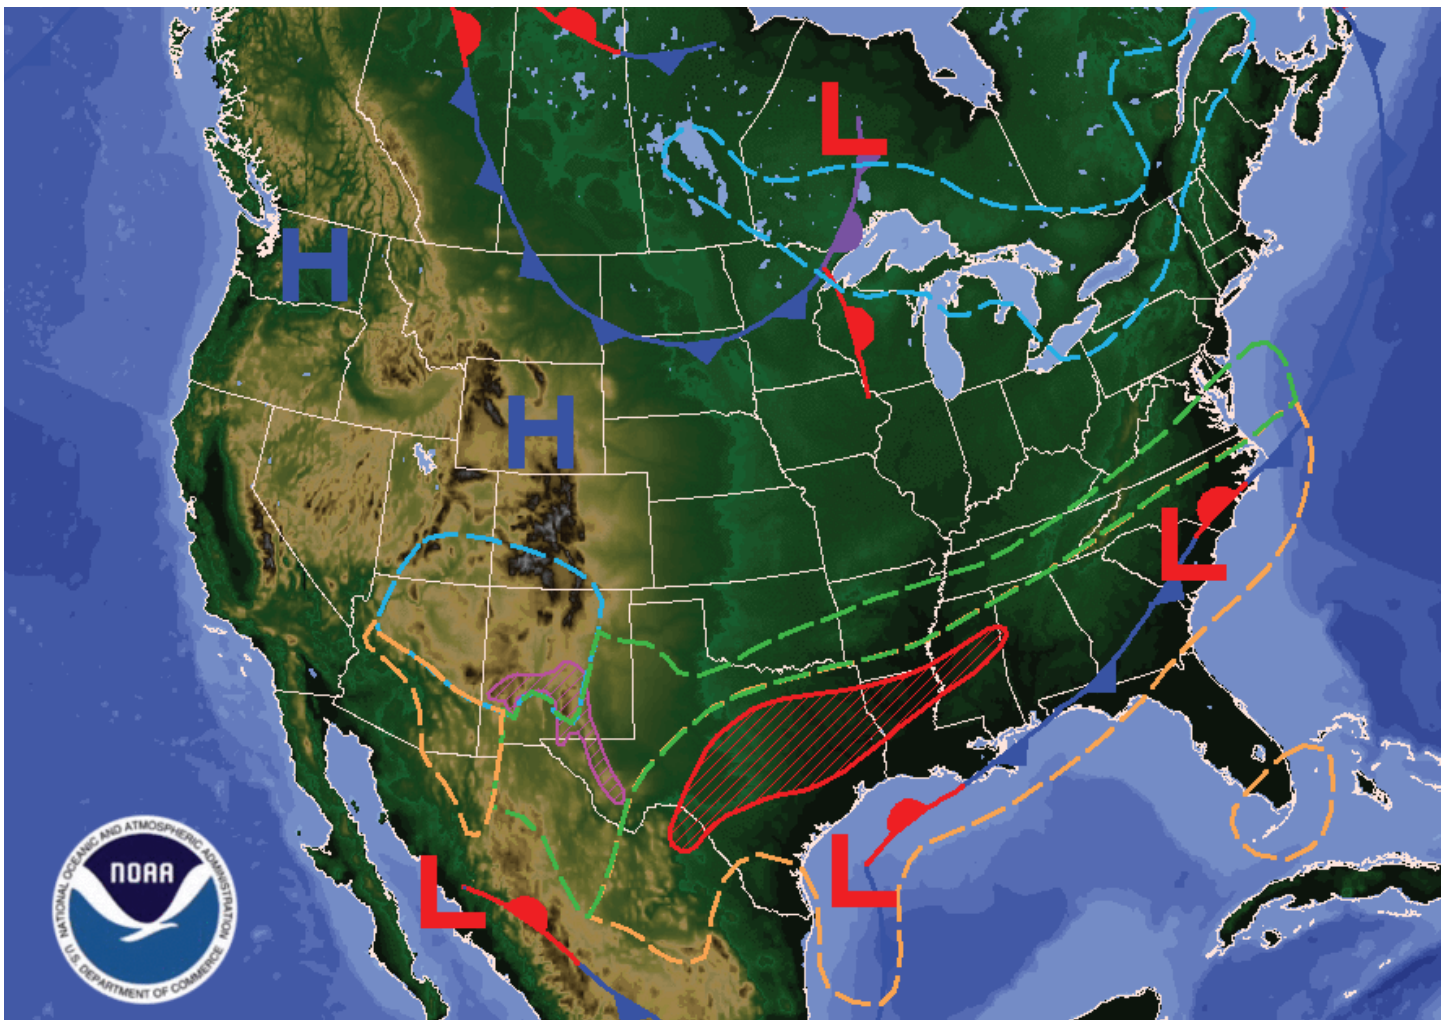 L
H
H
L
L
L
NATIONAL OCEANIC AND ATMOSPHERIC ADMINISTRATION
NOAA
U.S. DEPARTMENT OF COMMERCE